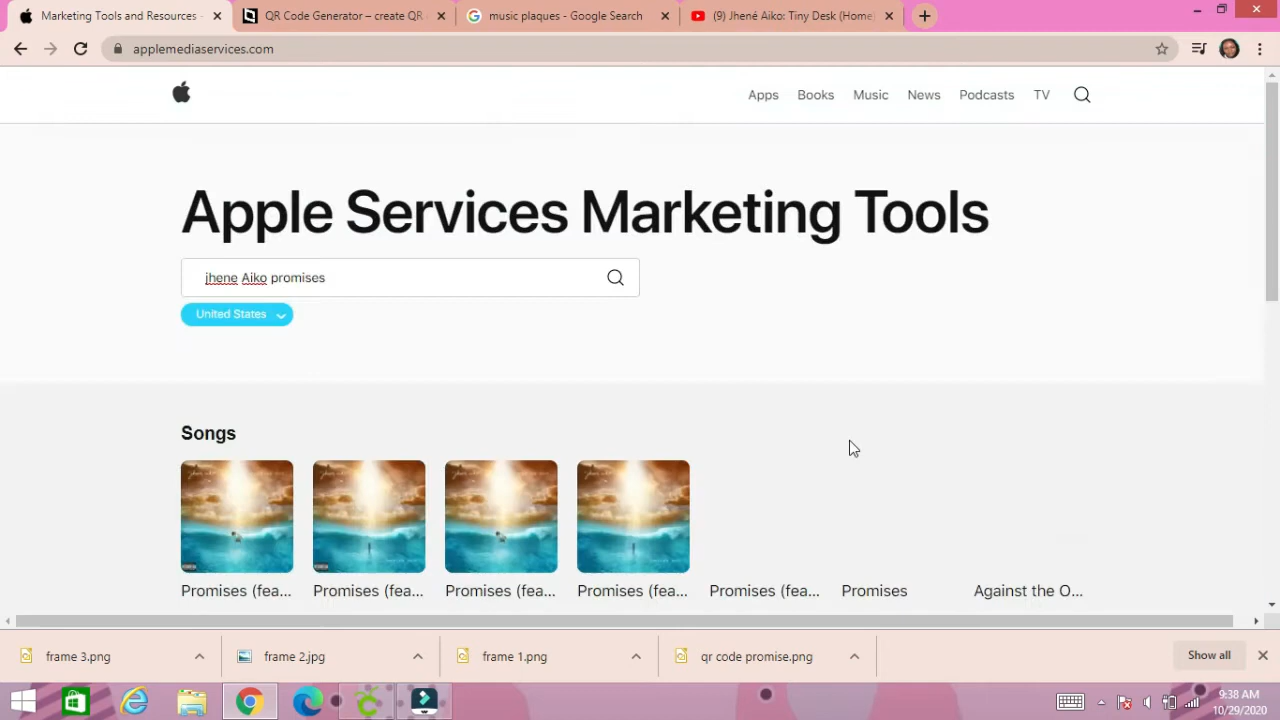 Marketing Tools and Resources - 
QR Code Generator – create QR c
music plaques - Google Search
(9) Jhené Aiko: Tiny Desk (Home)
applemediaservices.com
Apps
Books
Music
News
Podcasts
TV
Apple Services Marketing Tools
jhene Aiko promises
United States
Songs
Promises (fea...
Promises (fea...
Promises (fea...
Promises (fea...
Promises (fea...
Promises
Against the O...
frame 3.png
frame 2.jpg
frame 1.png
qr code promise.png
Show all
9:38 AM
10/29/2020